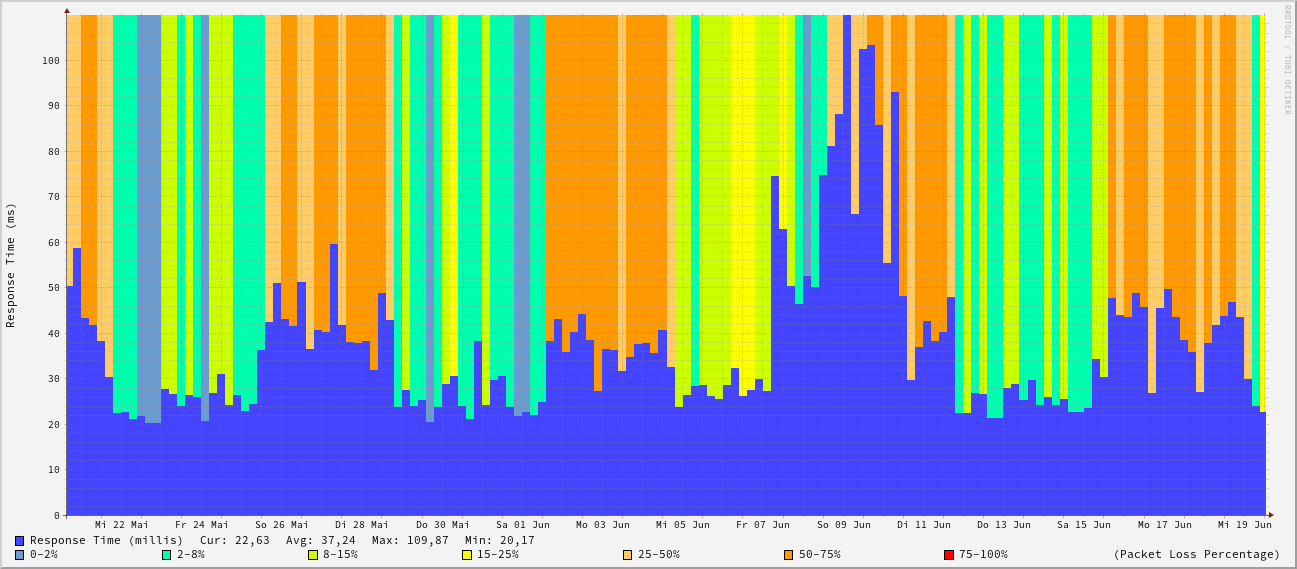 RRDTOOL / TOBI OETIKER
Response Time (ms)
100
90
80
70
60
50
40
30
20
10
0
Mi 22 Mai Fr 24 Mai So 26 Mai Di 28 Mai Do 30 Mai Sa 01 Jun Mo 03 Jun Mi 05 Jun Fr 07 Jun So 09 Jun Di 11 Jun Do 13 Jun Sa 15 Jun Mo 17 Jun Mi 19 Jun
Response Time (millis) Cur: 22,63 Avg: 37,24 Max: 109,87 Min: 20,17
0-2% 2-8% 8-15% 15-25% 25-50% 50-75% 75-100% (Packet Loss Percentage)